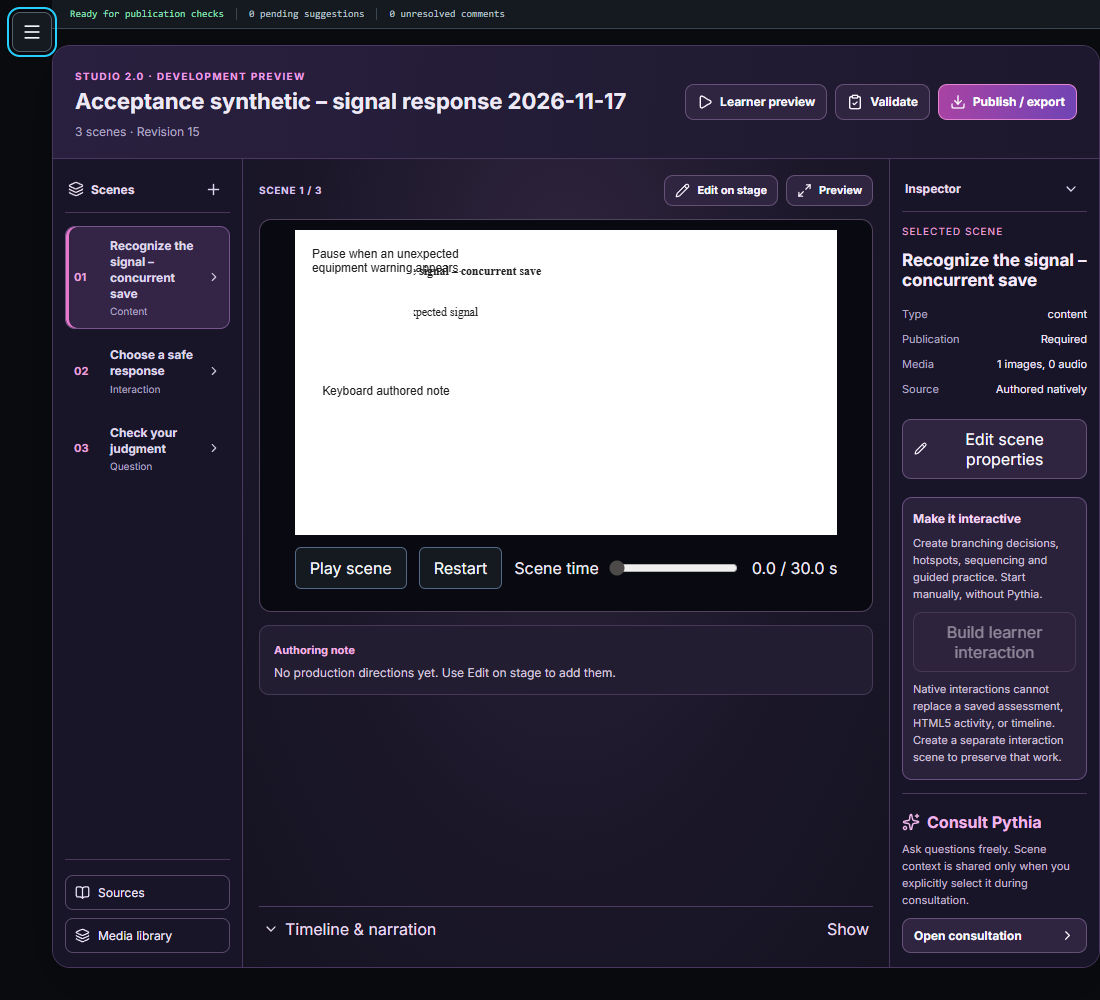 Ready for publication checks
0 pending suggestions
0 unresolved comments
STUDIO 2.0 · DEVELOPMENT PREVIEW
Acceptance synthetic – signal response 2026-11-17
3 scenes · Revision 15
Learner preview
Validate
Publish / export
Scenes
01
Recognize the
signal –
concurrent
save
Content
02
Choose a safe
response
Interaction
03
Check your
judgment
Question
Sources
Media library
SCENE 1 / 3
Edit on stage
Preview
Pause when an unexpected
equipment warning appears.
signal – concurrent save
pected signal
Keyboard authored note
Play scene
Restart
Scene time
0.0 / 30.0 s
Authoring note
No production directions yet. Use Edit on stage to add them.
Timeline & narration
Show
Inspector
SELECTED SCENE
Recognize the signal –
concurrent save
Type
content
Publication
Required
Media
1 images, 0 audio
Source
Authored natively
Edit scene
properties
Make it interactive
Create branching decisions,
hotspots, sequencing and
guided practice. Start
manually, without Pythia.
Build learner
interaction
Native interactions cannot
replace a saved assessment,
HTML5 activity, or timeline.
Create a separate interaction
scene to preserve that work.
Consult Pythia
Ask questions freely. Scene
context is shared only when you
explicitly select it during
consultation.
Open consultation